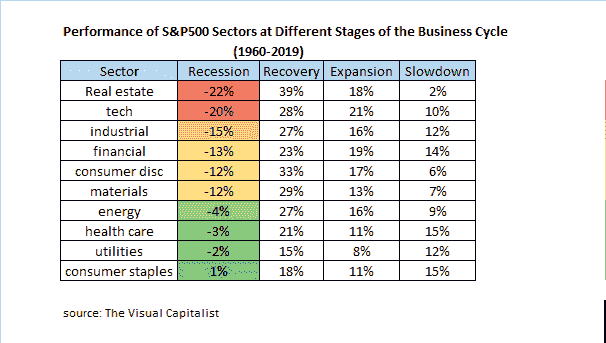 Performance of S&P500 Sectors at Different Stages of the Business Cycle
(1960-2019)
Sector Recession Recovery Expansion Slowdown
Real estate -22% 39% 18% 2%
tech -20% 28% 21% 10%
industrial -15% 27% 16% 12%
financial -13% 23% 19% 14%
consumer disc -12% 33% 17% 6%
materials -12% 29% 13% 7%
energy -4% 27% 16% 9%
health care -3% 21% 11% 15%
utilities -2% 15% 8% 12%
consumer staples 1% 18% 11% 15%
source: The Visual Capitalist